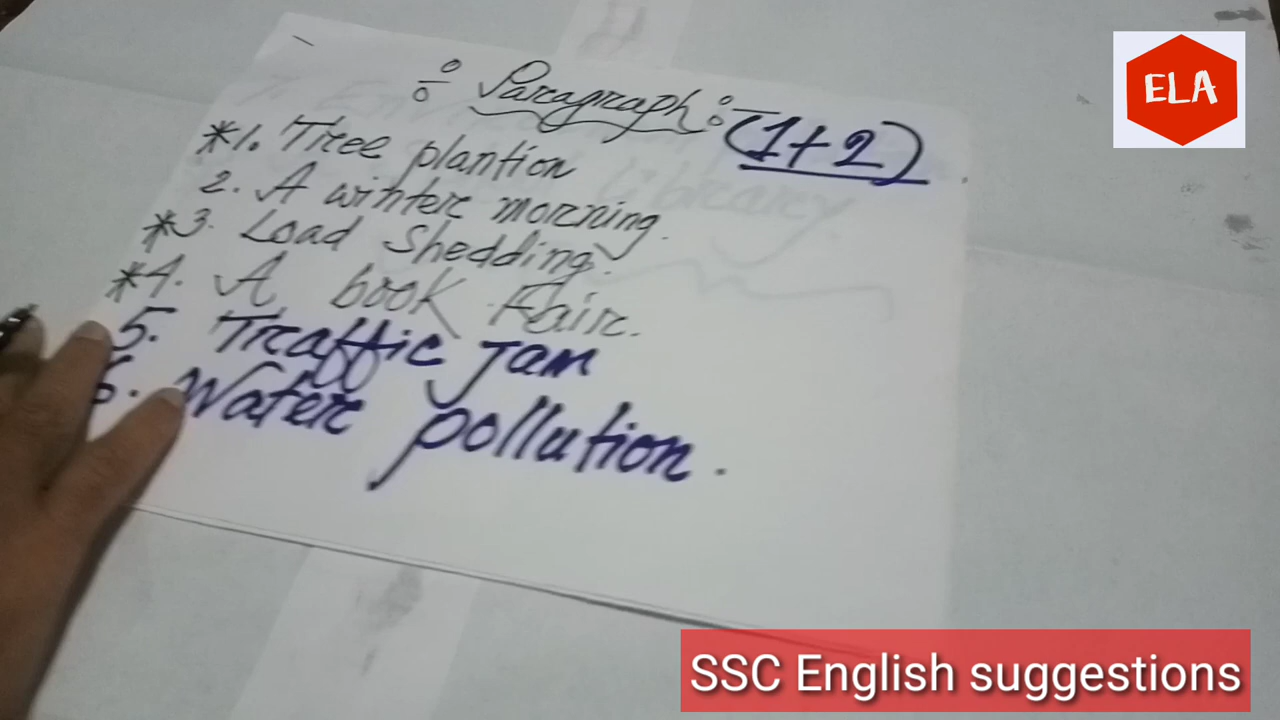 ÷ Paragraph :- (1+2)
*1. Tree plantion
2. A winter morning.
*3. Load Shedding.
*4. A book Fair.
5. Traffic jam
6. Water pollution.
ELA
SSC English suggestions